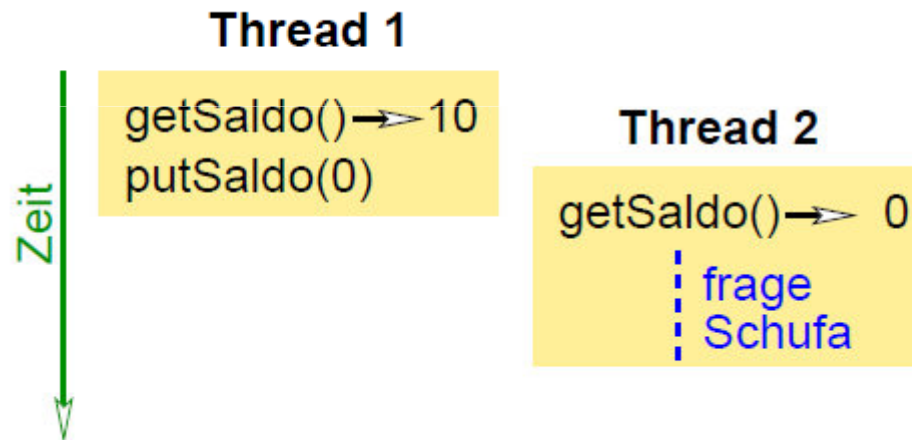 Thread 1
getSaldo() 10
putSaldo(0)
Zeit
Thread 2
getSaldo() 0
frage
Schufa